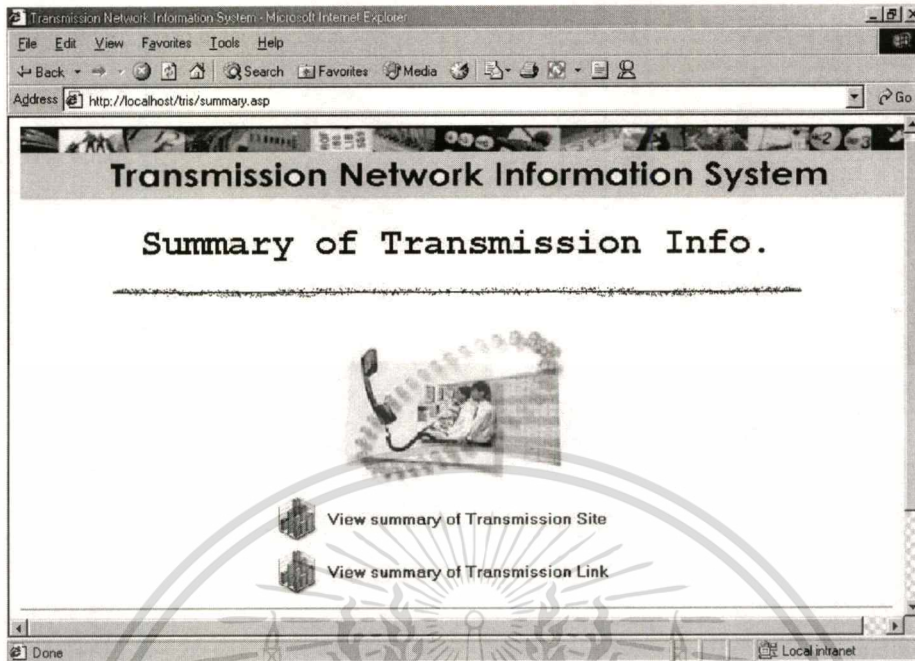 Transmission Network Information System - Microsoft Internet Explorer
File Edit View Favorites Tools Help
Back Search Favorites Media
Address http://localhost/tris/summary.asp Go
Transmission Network Information System
Summary of Transmission Info.
View summary of Transmission Site
View summary of Transmission Link
Done Local intranet